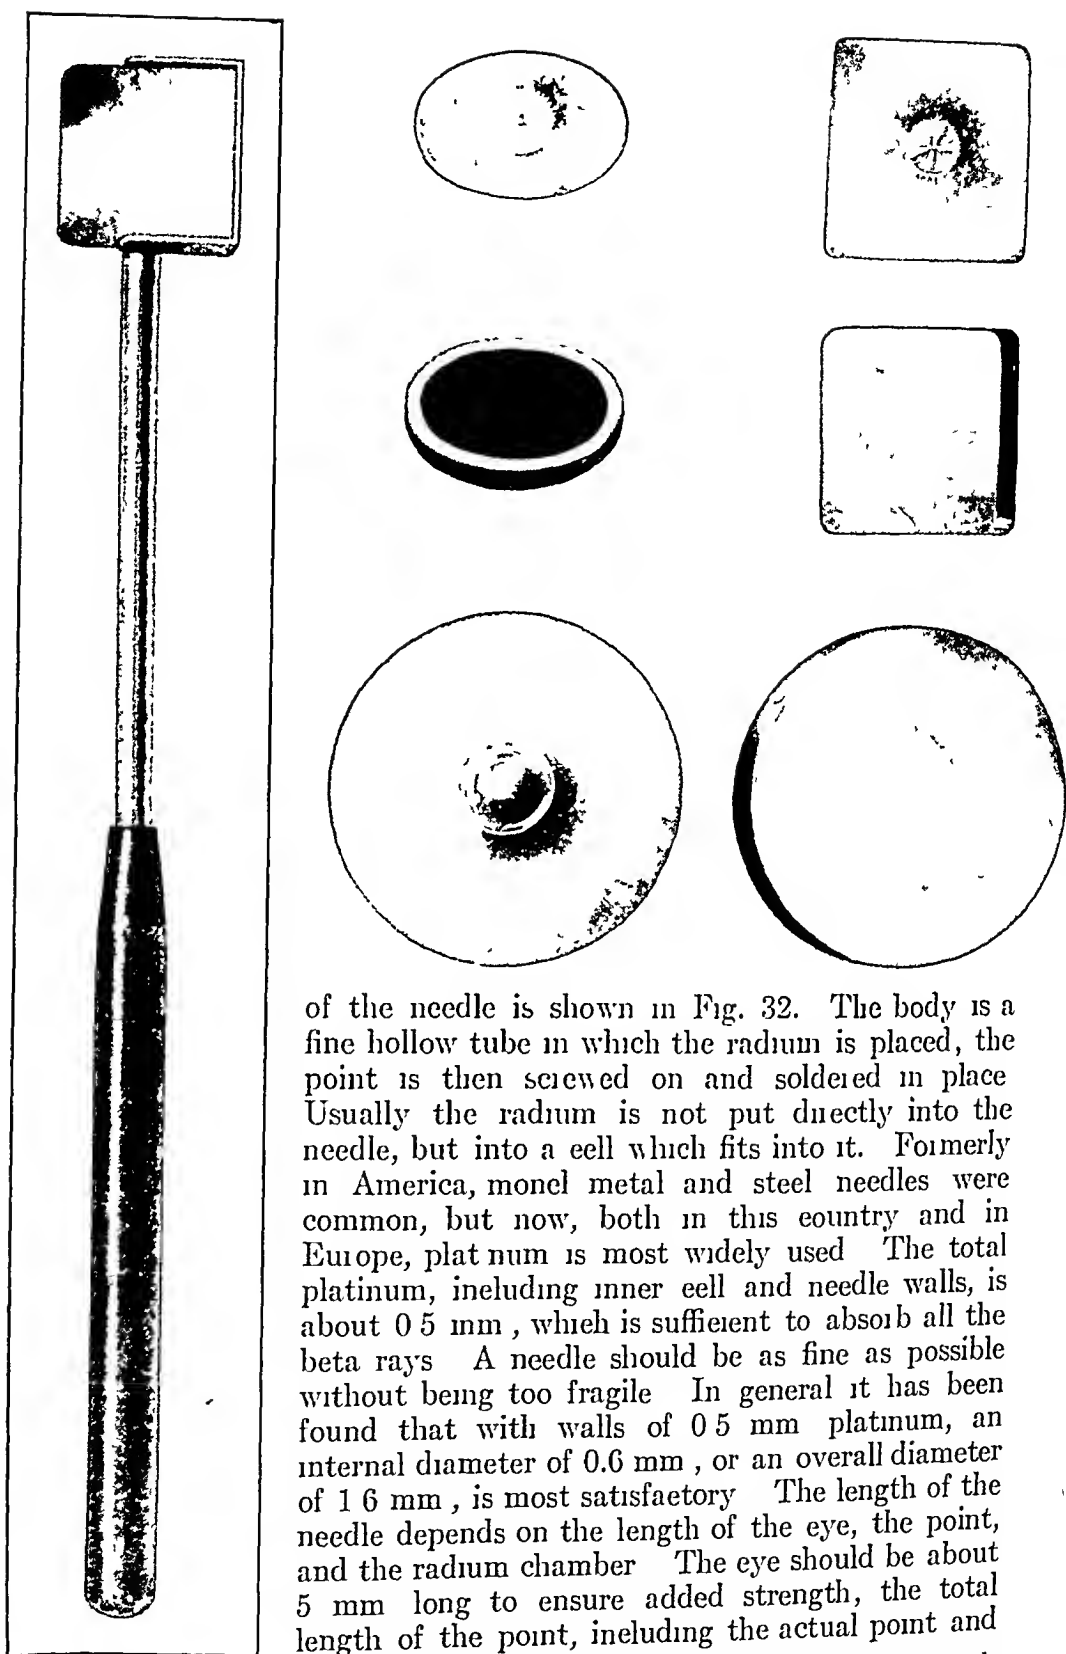 of the needle is shown in Fig. 32. The body is a
fine hollow tube in which the radium is placed, the
point is then screwed on and soldered in place
Usually the radium is not put directly into the
needle, but into a cell which fits into it. Formerly
in America, monel metal and steel needles were
common, but now, both in this country and in
Europe, plat num is most widely used The total
platinum, including inner cell and needle walls, is
about 0 5 mm , which is sufficient to absorb all the
beta rays A needle should be as fine as possible
without being too fragile In general it has been
found that with walls of 0 5 mm platinum, an
internal diameter of 0.6 mm , or an overall diameter
of 1 6 mm , is most satisfactory The length of the
needle depends on the length of the eye, the point,
and the radium chamber The eye should be about
5 mm long to ensure added strength, the total
length of the point, including the actual point and